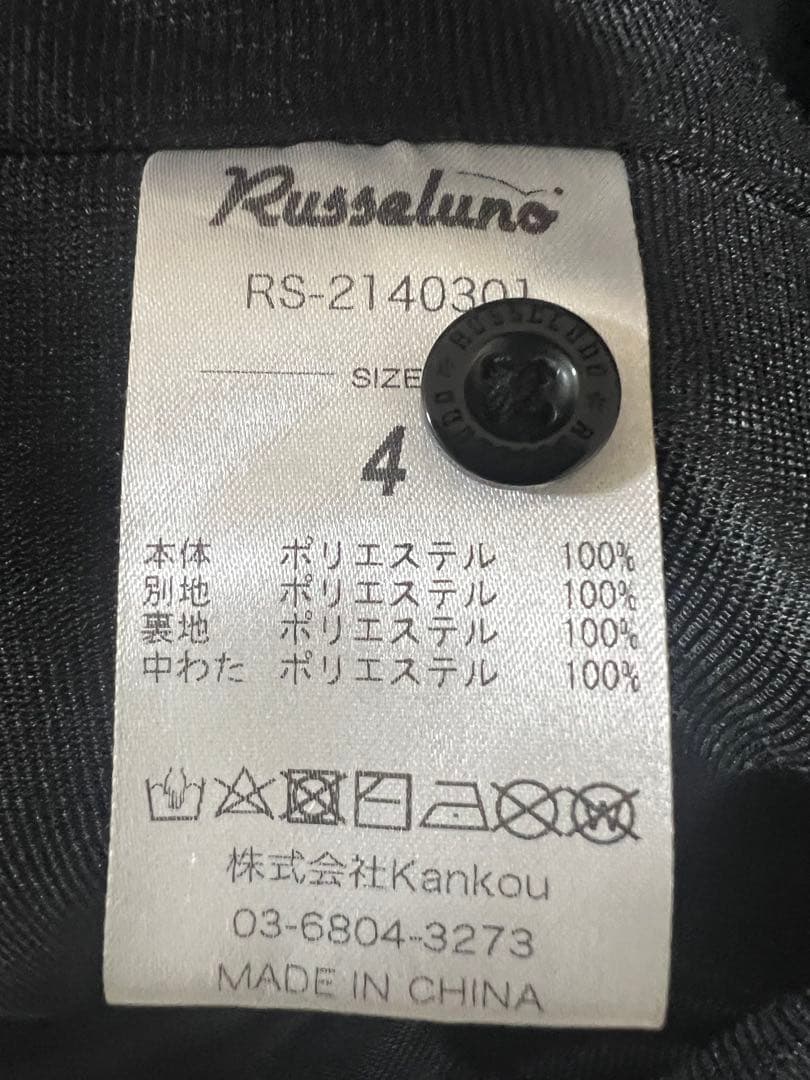 Russeluno
RS-2140301
SIZE
4
本体 ポリエステル 100%
別地 ポリエステル 100%
裏地 ポリエステル 100%
中わた ポリエステル 100%
W
株式会社Kankou
03-6804-3273
MADE IN CHINA